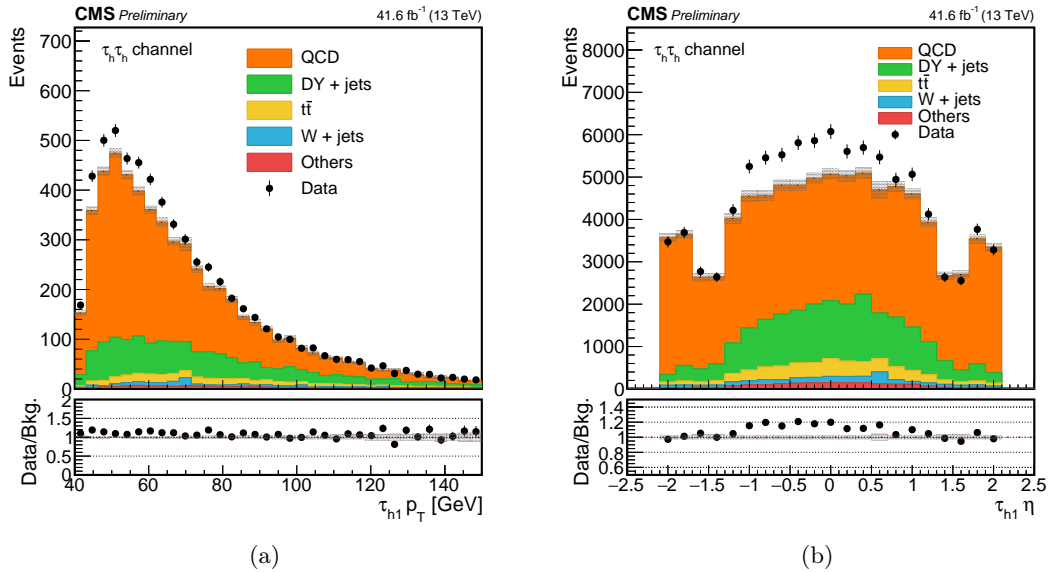 CMS Preliminary 41.6 fb⁻¹ (13 TeV)
Events
τₕτₕ channel
QCD
DY + jets
tt̄
W + jets
Others
Data
700
600
500
400
300
200
100
0
Data/Bkg.
2
1.5
1
0.5
0
40 60 80 100 120 140
τₕ₁ p_T [GeV]
(a)
CMS Preliminary 41.6 fb⁻¹ (13 TeV)
Events
τₕτₕ channel
QCD
DY + jets
tt̄
W + jets
Others
Data
8000
7000
6000
5000
4000
3000
2000
1000
0
Data/Bkg.
1.4
1.2
1
0.8
0.6
−2.5 −2 −1.5 −1 −0.5 0 0.5 1 1.5 2 2.5
τₕ₁ η
(b)